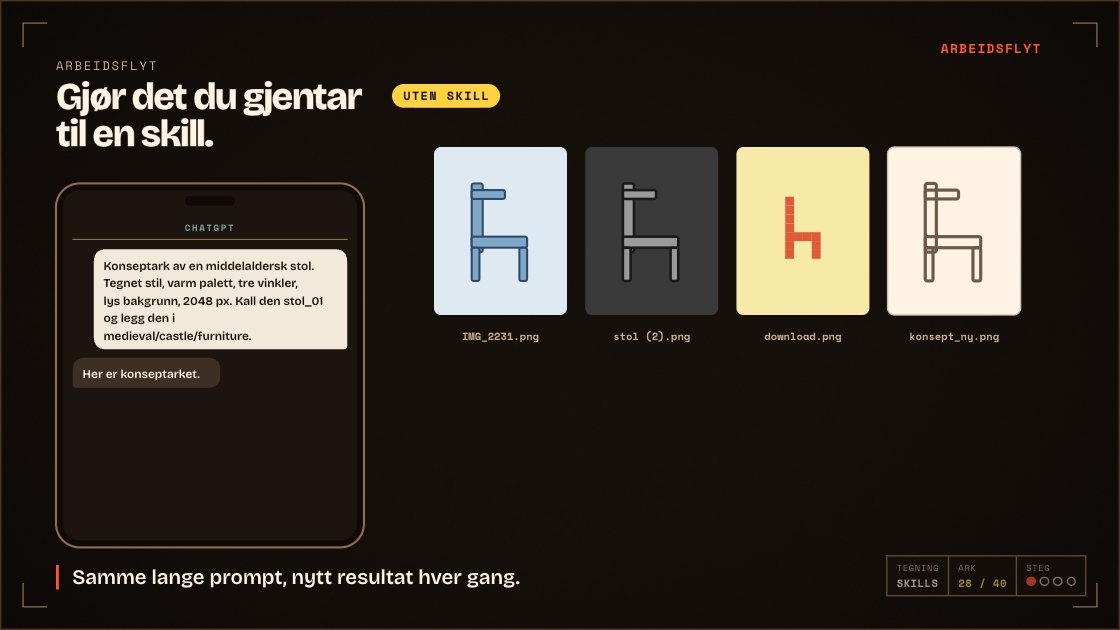 ARBEIDSFLYT
ARBEIDSFLYT
Gjør det du gjentar
til en skill.
UTEN SKILL
CHATGPT
Konseptark av en middelaldersk stol.
Tegnet stil, varm palett, tre vinkler,
lys bakgrunn, 2048 px. Kall den stol_01
og legg den i
medieval/castle/furniture.
Her er konseptarket.
IMG_2231.png
stol (2).png
download.png
konsept_ny.png
Samme lange prompt, nytt resultat hver gang.
TEGNING
SKILLS
ARK
28 / 40
STEG